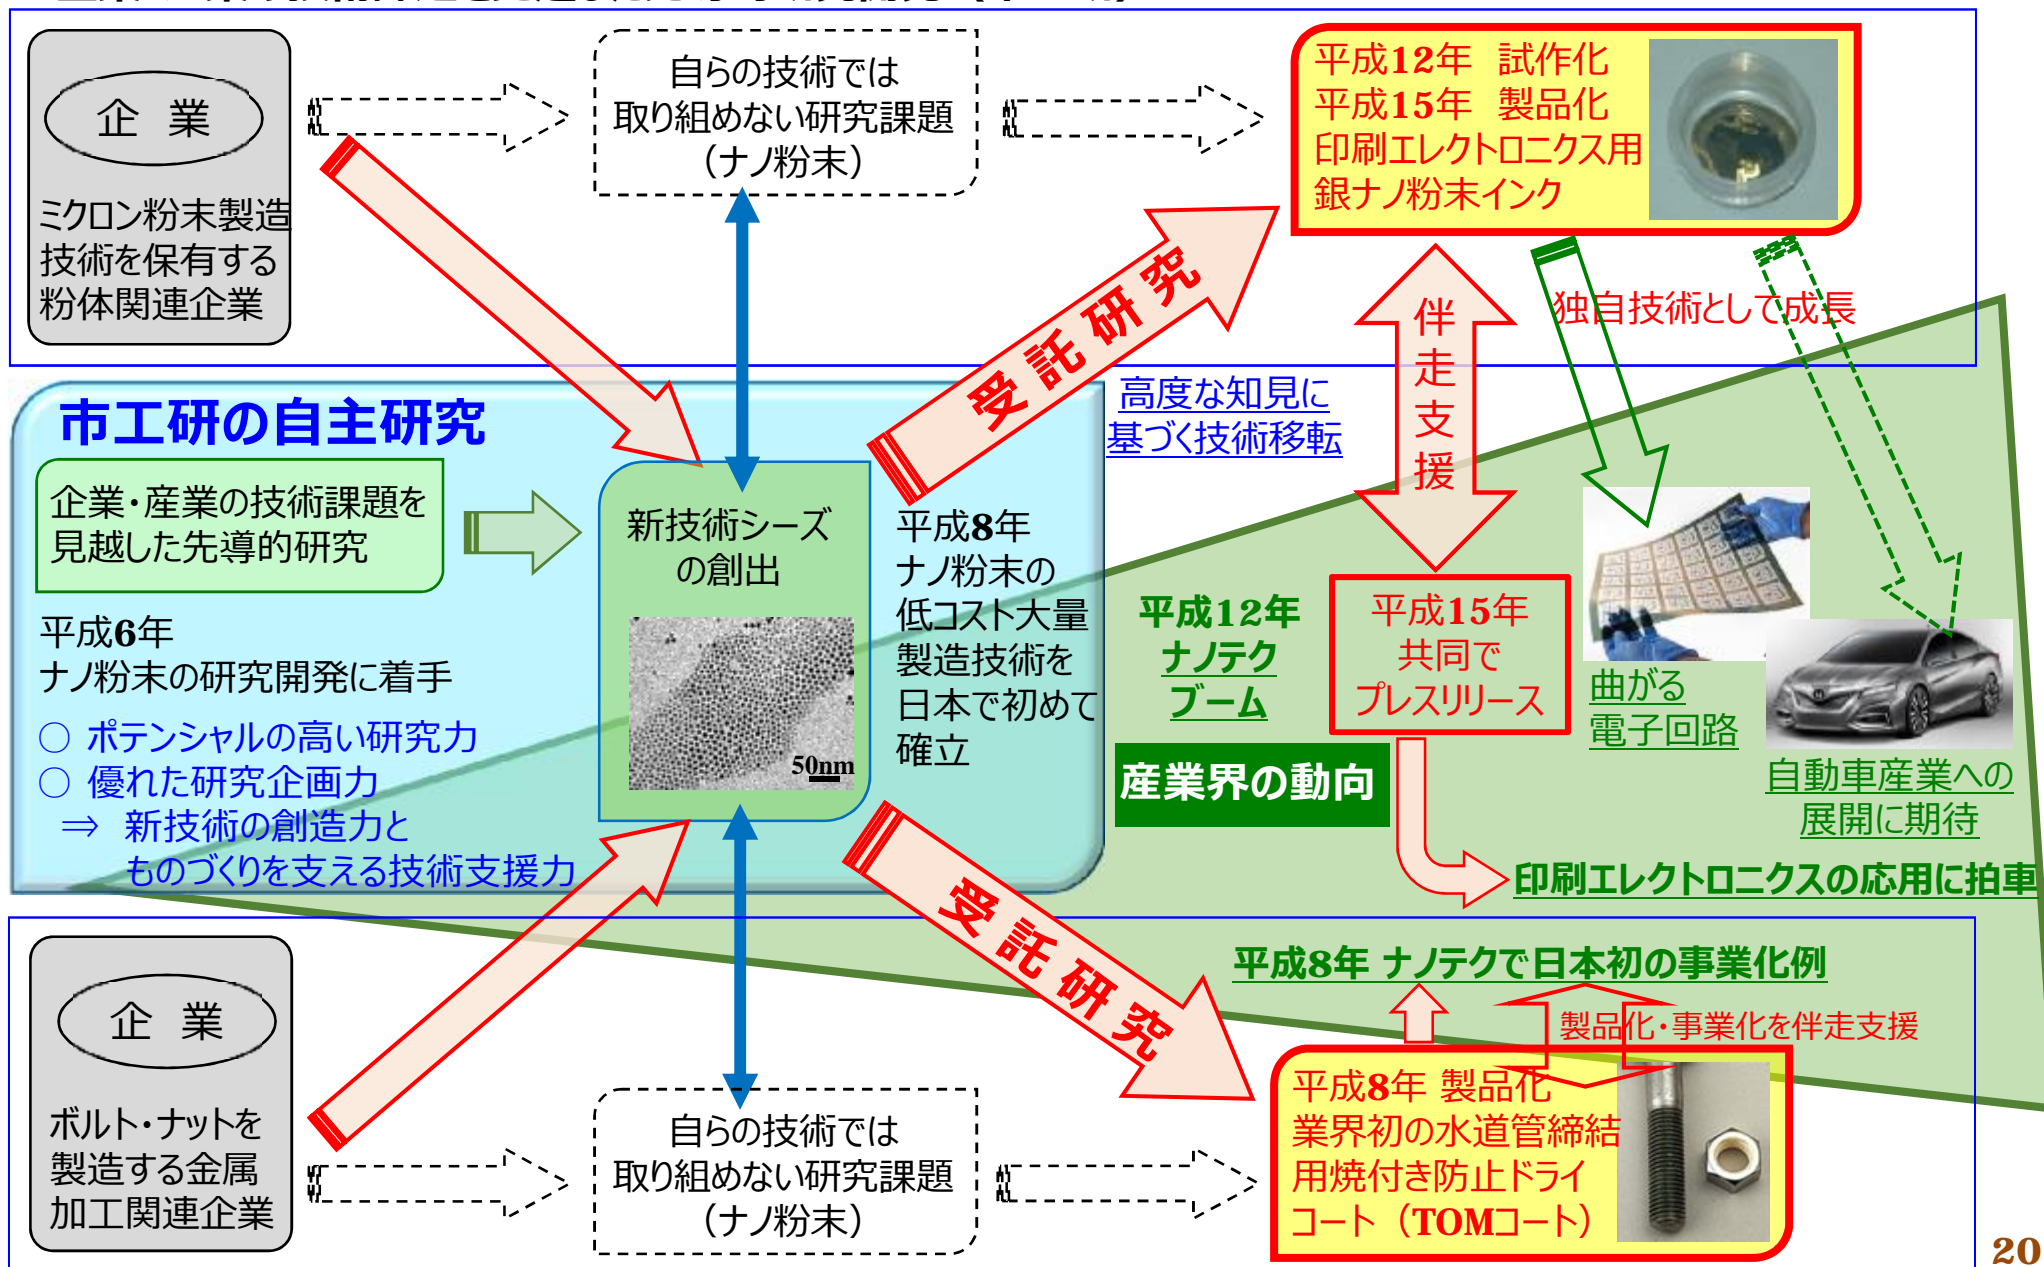 企 業
ミクロン粉末製造
技術を保有する
粉体関連企業
自らの技術では
取り組めない研究課題
（ナノ粉末）
平成12年 試作化
平成15年 製品化
印刷エレクトロニクス用
銀ナノ粉末インク
受託研究
伴走支援
独自技術として成長
高度な知見に
基づく技術移転
市工研の自主研究
企業・産業の技術課題を
見越した先導的研究
平成6年
ナノ粉末の研究開発に着手
○ ポテンシャルの高い研究力
○ 優れた研究企画力
⇒ 新技術の創造力と
ものづくりを支える技術支援力
新技術シーズ
の創出
50nm
平成8年
ナノ粉末の
低コスト大量
製造技術を
日本で初めて
確立
平成12年
ナノテク
ブーム
産業界の動向
平成15年
共同で
プレスリリース
曲がる
電子回路
自動車産業への
展開に期待
印刷エレクトロニクスの応用に拍車
受託研究
平成8年 ナノテクで日本初の事業化例
製品化・事業化を伴走支援
企 業
ボルト・ナットを
製造する金属
加工関連企業
自らの技術では
取り組めない研究課題
（ナノ粉末）
平成8年 製品化
業界初の水道管締結
用焼付き防止ドライ
コート（TOMコート）
20